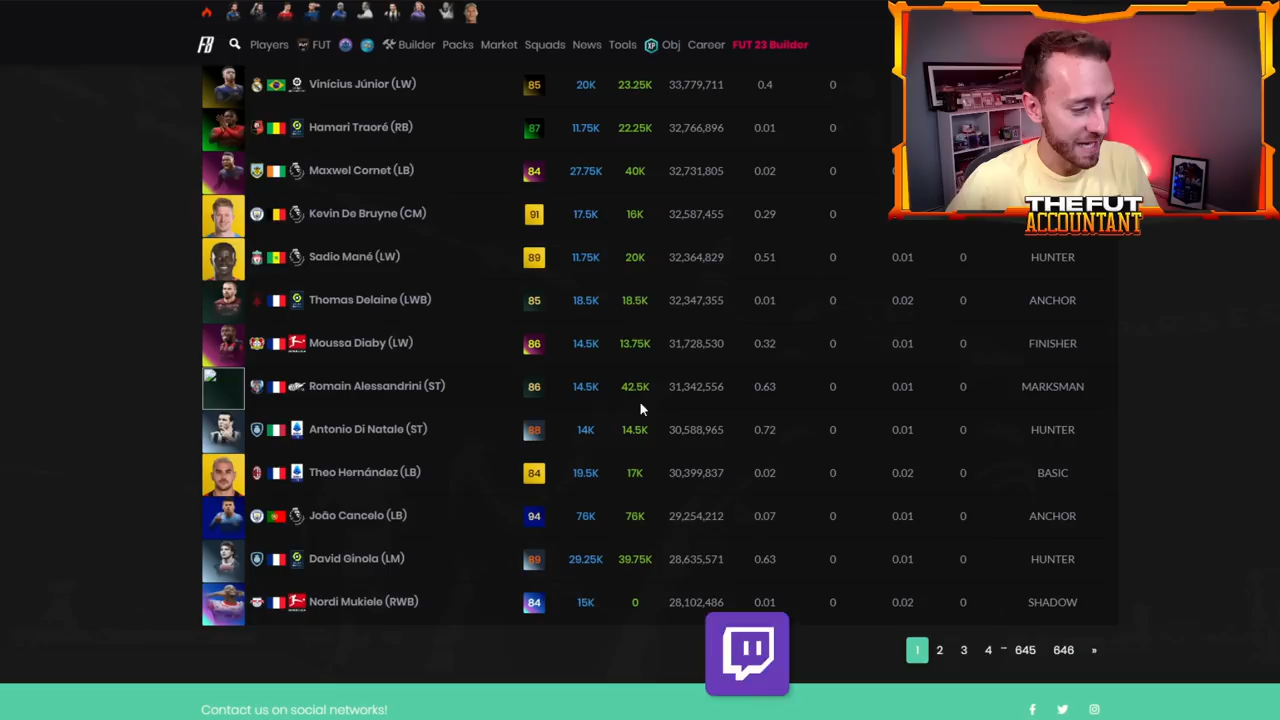 FB Players FUT Builder Packs Market Squads News Tools XP Obj Career FUT 23 Builder
Vinícius Júnior (LW) 85 20K 23.25K 33,779,711 0.4 0
Hamari Traoré (RB) 87 11.75K 22.25K 32,766,896 0.01 0
Maxwel Cornet (LB) 84 27.75K 40K 32,731,805 0.02 0
Kevin De Bruyne (CM) 91 17.5K 16K 32,587,455 0.29 0
THE FUT
ACCOUNTANT
Sadio Mané (LW) 89 11.75K 20K 32,364,829 0.51 0 0.01 0 HUNTER
Thomas Delaine (LWB) 85 18.5K 18.5K 32,347,355 0.01 0 0.02 0 ANCHOR
Moussa Diaby (LW) 86 14.5K 13.75K 31,728,530 0.32 0 0.01 0 FINISHER
Romain Alessandrini (ST) 86 14.5K 42.5K 31,342,556 0.63 0 0.01 0 MARKSMAN
Antonio Di Natale (ST) 88 14K 14.5K 30,588,965 0.72 0 0.01 0 HUNTER
Theo Hernández (LB) 84 19.5K 17K 30,399,837 0.02 0 0.02 0 BASIC
João Cancelo (LB) 94 76K 76K 29,254,212 0.07 0 0.01 0 ANCHOR
David Ginola (LM) 89 29.25K 39.75K 28,635,571 0.63 0 0.01 0 HUNTER
Nordi Mukiele (RWB) 84 15K 0 28,102,486 0.01 0 0.02 0 SHADOW
1 2 3 4 ... 645 646 »
Contact us on social networks!